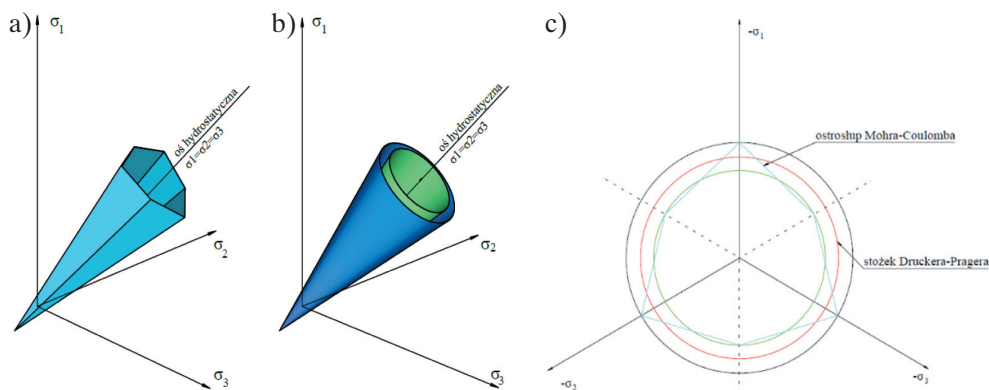 a)
σ1
oś hydrostatyczna
σ1=σ2=σ3
σ2
σ3
b)
σ1
oś hydrostatyczna
σ1=σ2=σ3
σ2
σ3
c)
-σ1
ostrosłup Mohra-Coulomba
stożek Druckera-Pragera
-σ2
-σ3